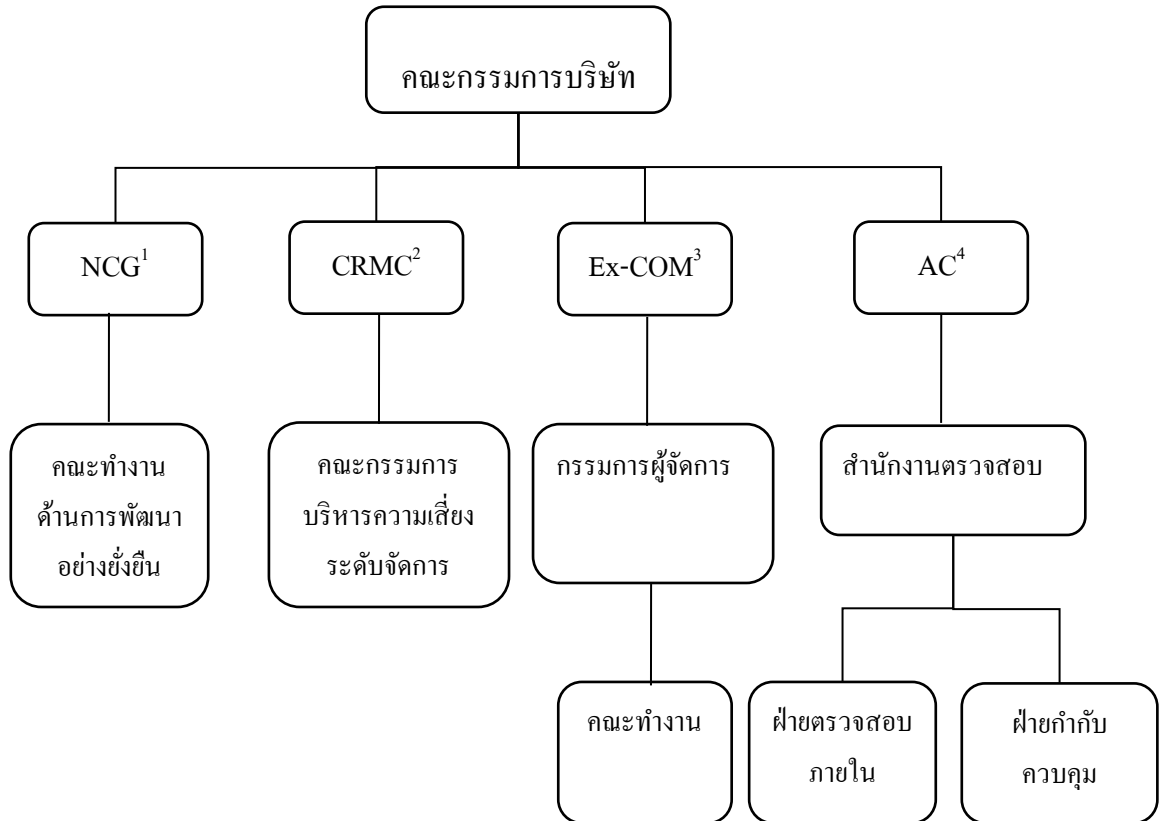 คณะกรรมการบริษัท
NCG¹
CRMC²
Ex-COM³
AC⁴
คณะทำงาน
ด้านการพัฒนา
อย่างยั่งยืน
คณะกรรมการ
บริหารความเสี่ยง
ระดับจัดการ
กรรมการผู้จัดการ
สำนักงานตรวจสอบ
คณะทำงาน
ฝ่ายตรวจสอบ
ภายใน
ฝ่ายกำกับ
ควบคุม